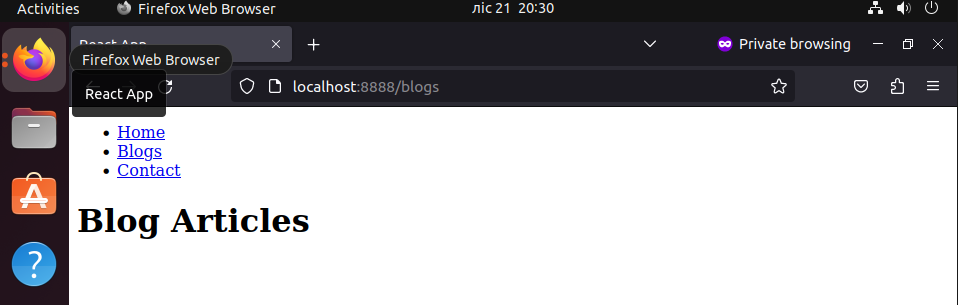 Activities
Firefox Web Browser
ліс 21 20:30
React App
Private browsing
Firefox Web Browser
React App
localhost:8888/blogs
Home
Blogs
Contact
Blog Articles